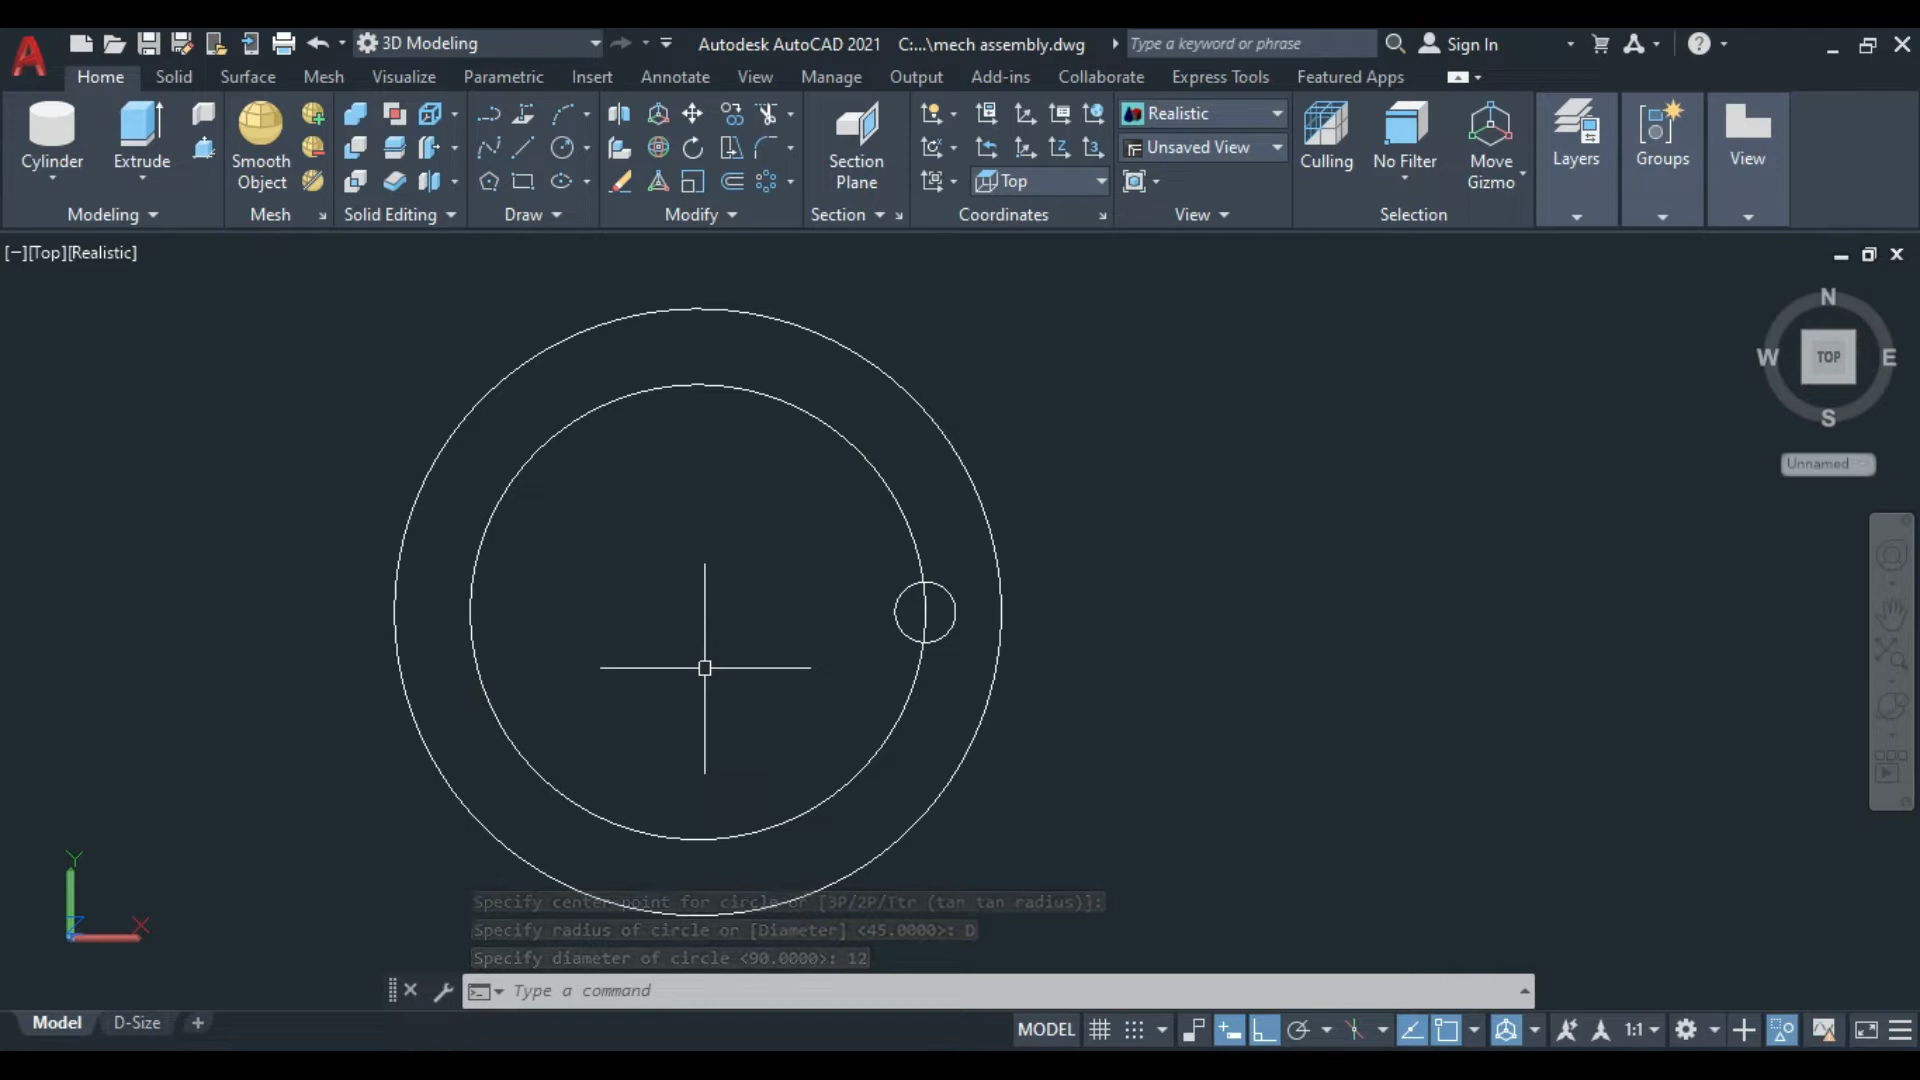 3D Modeling
Autodesk AutoCAD 2021 C:...\mech assembly.dwg
Type a keyword or phrase
Sign In
Home Solid Surface Mesh Visualize Parametric Insert Annotate View Manage Output Add-ins Collaborate Express Tools Featured Apps
Cylinder
Extrude
Smooth
Object
Section
Plane
Realistic
Unsaved View
Top
Culling
No Filter
Move
Gizmo
Layers
Groups
View
Modeling
Mesh
Solid Editing
Draw
Modify
Section
Coordinates
View
Selection
[−][Top][Realistic]
N
W
TOP
E
S
Unnamed
Y
Z
X
Specify center point for circle or [3P/2P/Ttr (tan tan radius)]:
Specify radius of circle or [Diameter] <45.0000>: D
Specify diameter of circle <90.0000>: 12
Type a command
Model D-Size +
MODEL
1:1